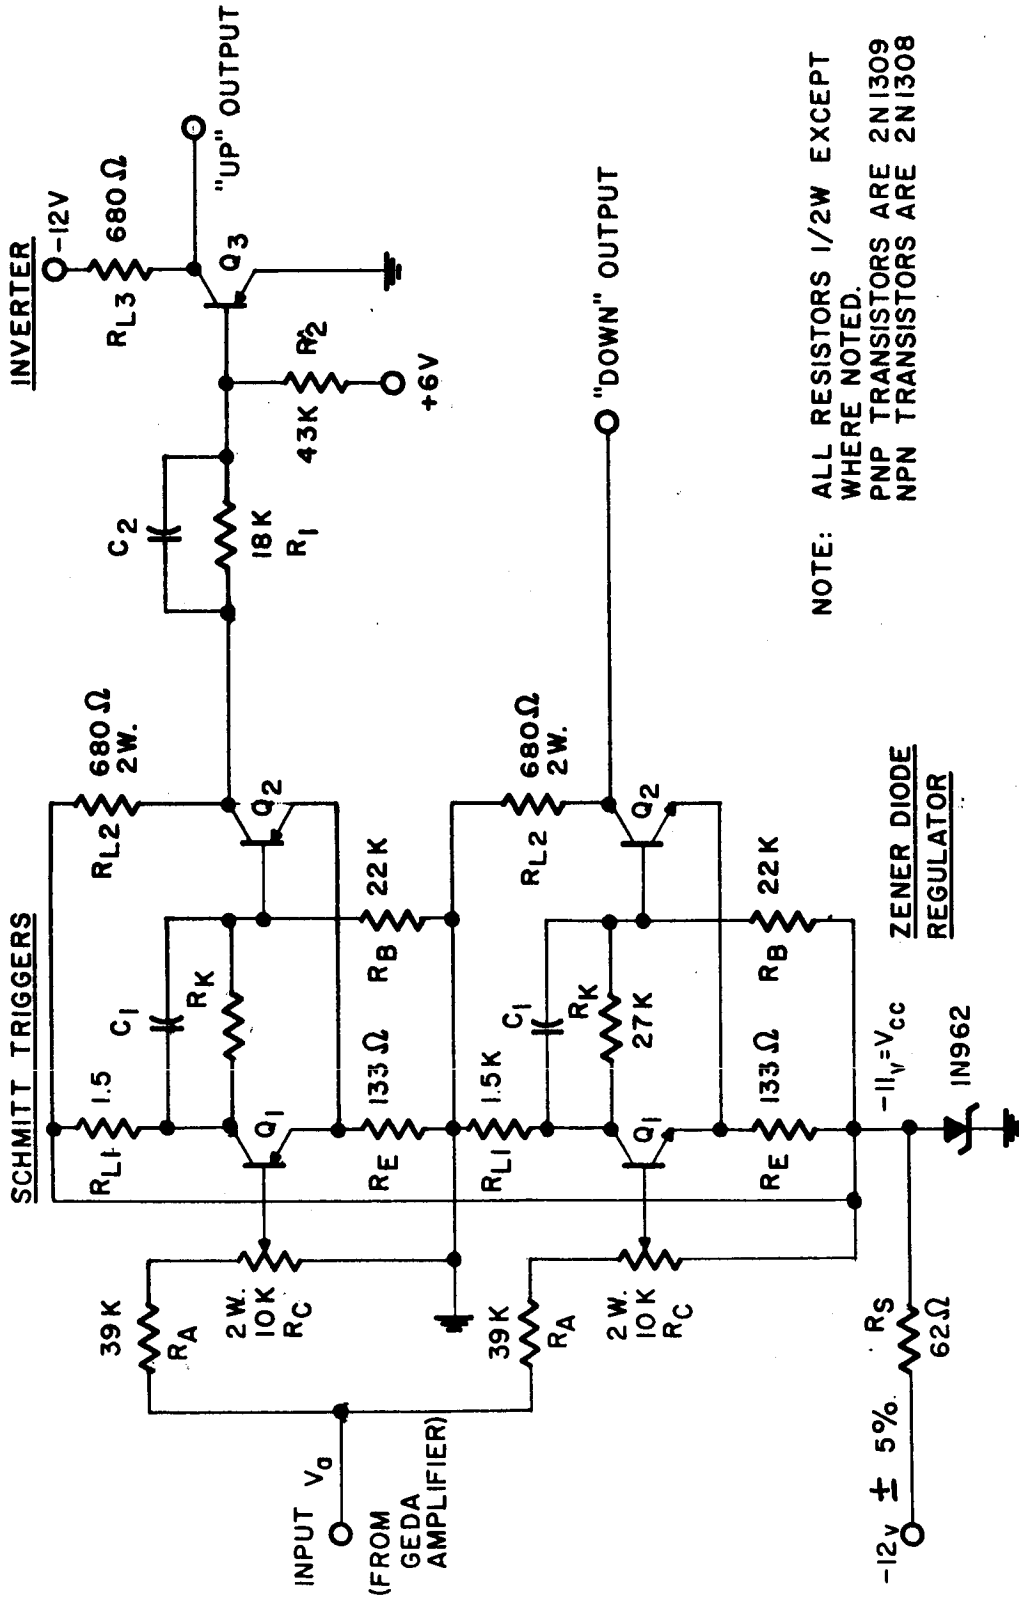 SCHMITT TRIGGERS
INVERTER
-12V
680Ω
RL3
Q3
"UP" OUTPUT
R2
43K
+6V
C2
18K
R1
680Ω
2W.
RL2
Q2
C1
RK
22K
RB
1.5
RL1
Q1
133Ω
RE
39K
RA
2W.
10K
RC
INPUT Va
(FROM
GEDA
AMPLIFIER)
"DOWN" OUTPUT
680Ω
2W.
RL2
Q2
C1
RK
27K
22K
RB
1.5K
RL1
Q1
133Ω
RE
39K
RA
2W.
10K
RC
-11v=VCC
1N962
ZENER DIODE
REGULATOR
RS
62Ω
-12v ± 5%.
NOTE: ALL RESISTORS 1/2W EXCEPT
WHERE NOTED.
PNP TRANSISTORS ARE 2N1309
NPN TRANSISTORS ARE 2N1308